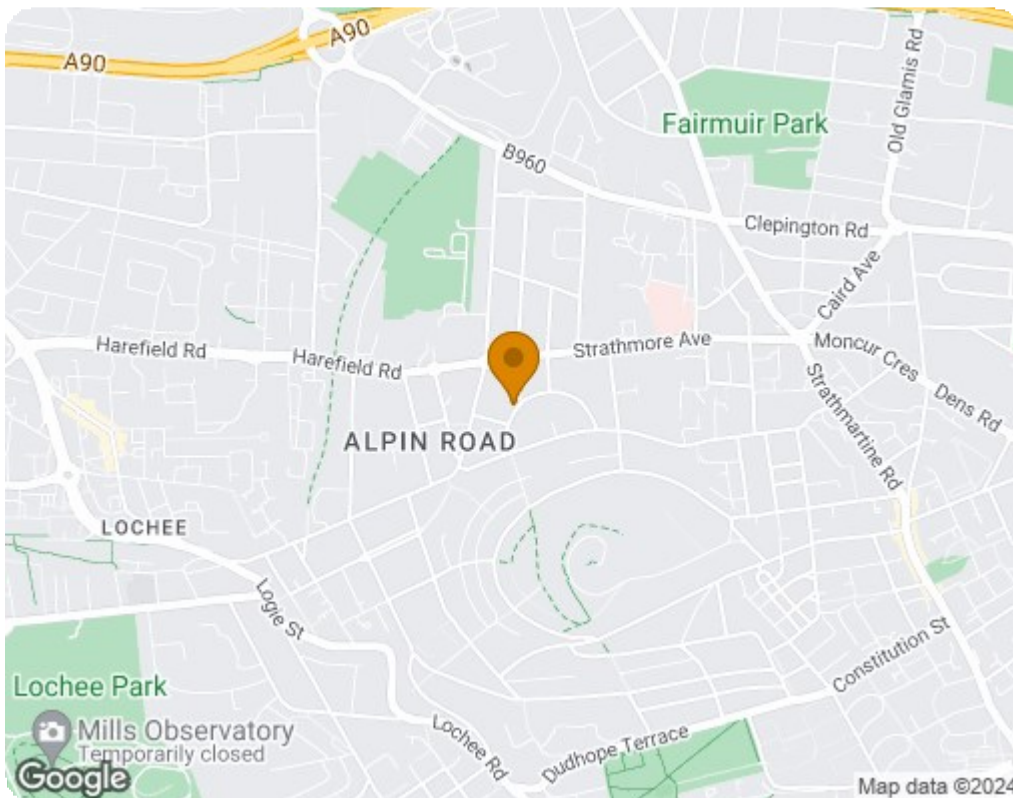 A90
A90
Old Glamis Rd
Fairmuir Park
B960
Clepington Rd
Caird Ave
Harefield Rd
Harefield Rd
Strathmore Ave
Moncur Cres
Dens Rd
Strathmartine Rd
ALPIN ROAD
LOCHEE
Logie St
Constitution St
Lochee Park
Mills Observatory
Temporarily closed
Lochee Rd
Dudhope Terrace
Google
Map data ©2024